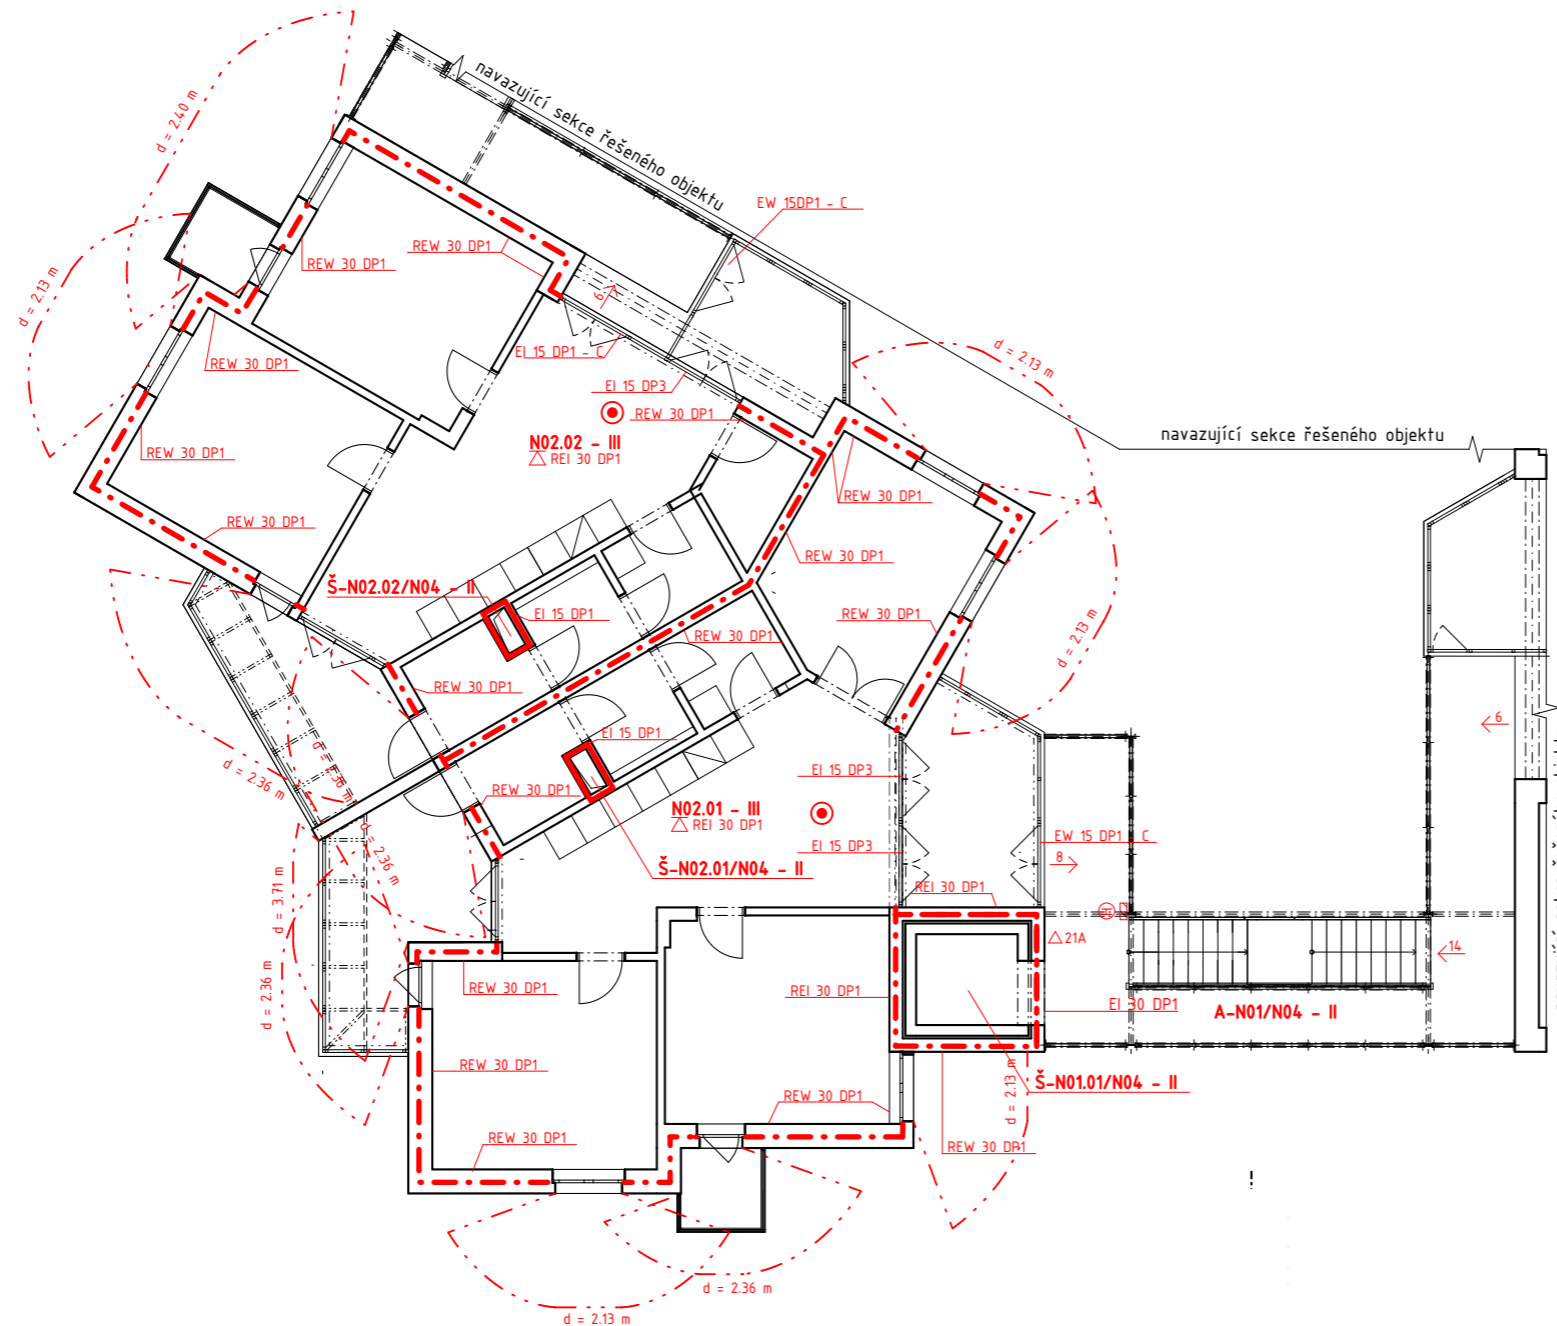 navazující sekce řešeného objektu
d = 2.40 m
EW 15DP1 - C
REW 30 DP1
REW 30 DP1
6
d = 2.13 m
REW 30 DP1
EI 15 DP1 - C
d = 2.13 m
EI 15 DP3
REW 30 DP1
N02.02 - III
REI 30 DP1
REW 30 DP1
navazující sekce řešeného objektu
REW 30 DP1
REW 30 DP1
REW 30 DP1
Š-N02.02/N04 - II
EI 15 DP1
REW 30 DP1
REW 30 DP1
d = 2.13 m
REW 30 DP1
6
EI 15 DP1
d = 2.36 m
d = 2.36 m
EI 15 DP3
REW 30 DP1
N02.01 - III
REI 30 DP1
d = 2.36 m
EI 15 DP3
EW 15 DP1 - C
8
Š-N02.01/N04 - II
d = 3.71 m
REI 30 DP1
H
21A
14
REW 30 DP1
REI 30 DP1
d = 2.36 m
EI 30 DP1
A-N01/N04 - II
REW 30 DP1
Š-N01.01/N04 - II
REW 30 DP1
d = 2.13 m
REW 30 DP1
REW 30 DP1
d = 2.36 m
d = 2.13 m